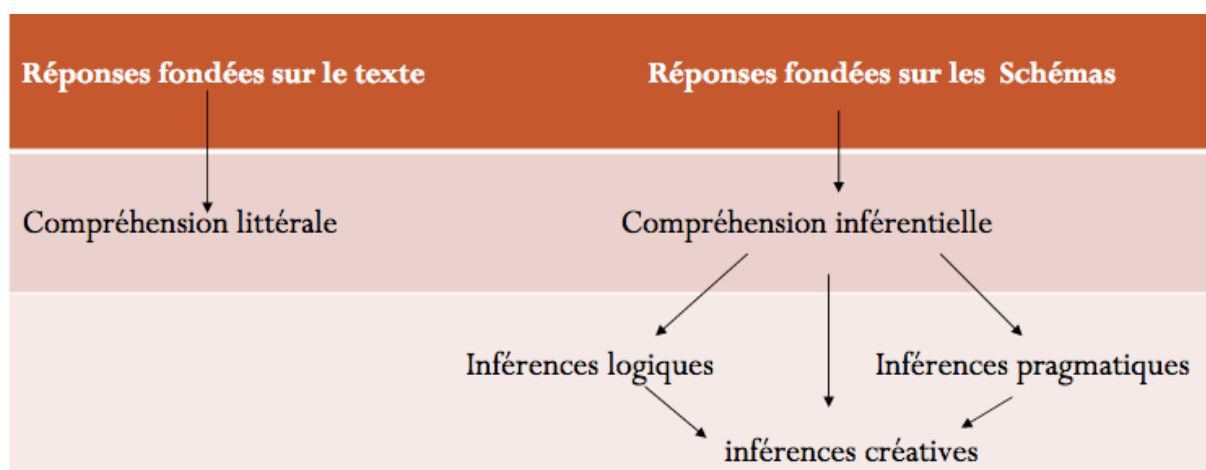 Réponses fondées sur le texte
Réponses fondées sur les Schémas
Compréhension littérale
Compréhension inférentielle
Inférences logiques
Inférences pragmatiques
inférences créatives